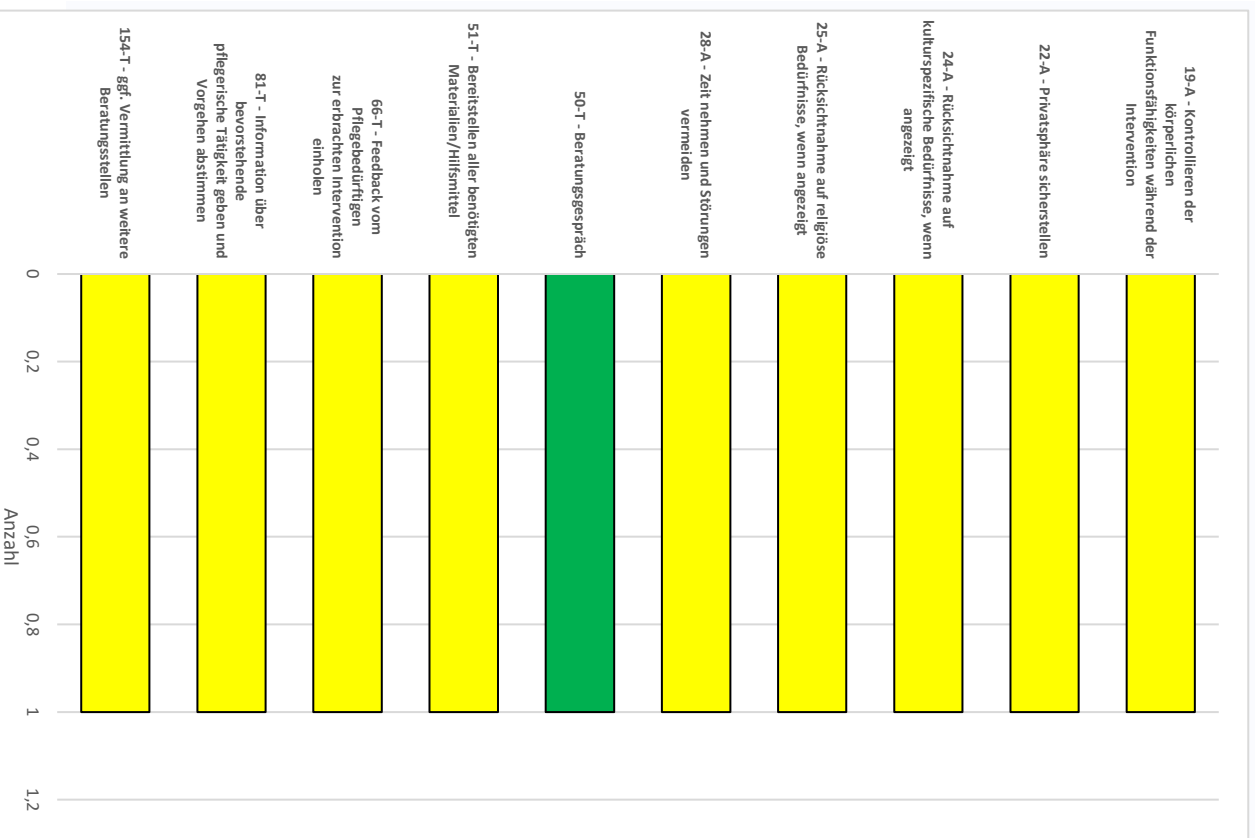 19-A - Kontrollieren der
körperlichen
Funktionsfähigkeiten während der
Intervention
22-A - Privatsphäre sicherstellen
24-A - Rücksichtnahme auf
kulturspezifische Bedürfnisse, wenn
angezeigt
25-A - Rücksichtnahme auf religiöse
Bedürfnisse, wenn angezeigt
28-A - Zeit nehmen und Störungen
vermeiden
50-T - Beratungsgespräch
51-T - Bereitstellen aller benötigten
Materialien/Hilfsmittel
66-T - Feedback vom
Pflegebedürftigen
zur erbrachten Intervention
einholen
81-T - Information über
bevorstehende
pflegerische Tätigkeit geben und
Vorgehen abstimmen
154-T - ggf. Vermittlung an weitere
Beratungsstellen
0
0,2
0,4
0,6
0,8
1
1,2
Anzahl